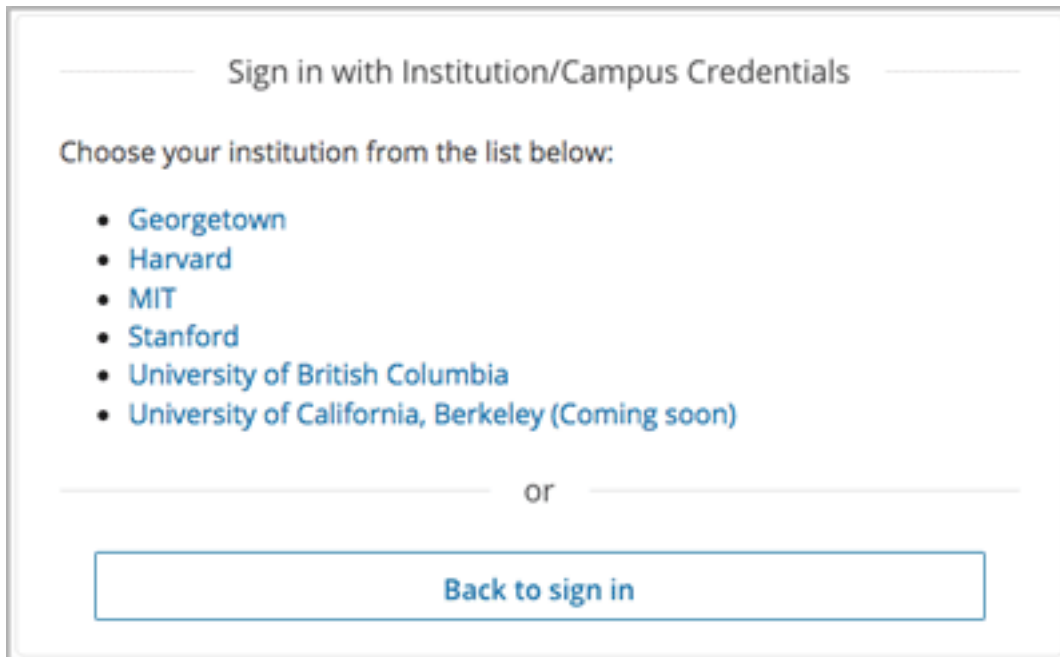 Sign in with Institution/Campus Credentials
Choose your institution from the list below:
Georgetown
Harvard
MIT
Stanford
University of British Columbia
University of California, Berkeley (Coming soon)
or
Back to sign in